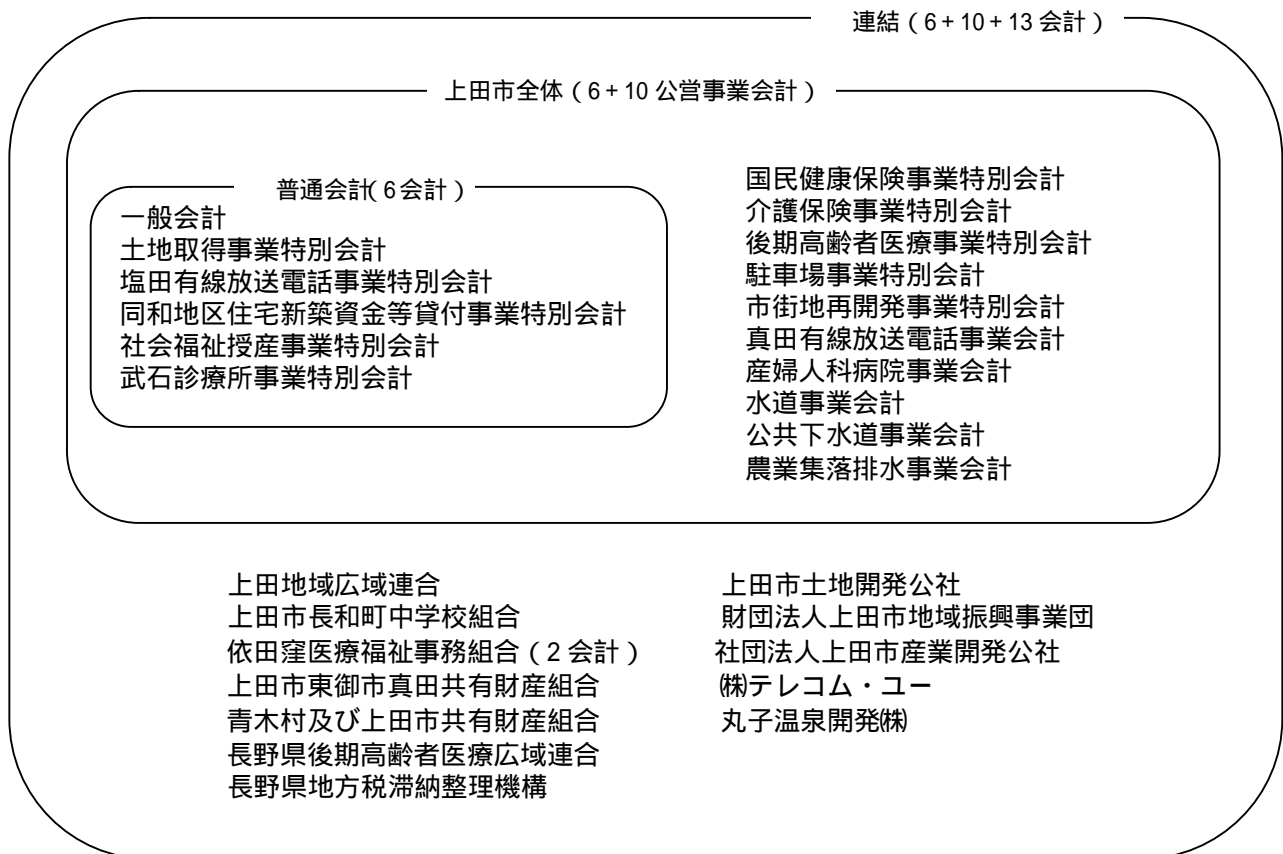 連結（6+10+13 会計）
上田市全体（6+10 公営事業会計）
普通会計（6会計）
一般会計
土地取得事業特別会計
塩田有線放送電話事業特別会計
同和地区住宅新築資金等貸付事業特別会計
社会福祉授産事業特別会計
武石診療所事業特別会計
国民健康保険事業特別会計
介護保険事業特別会計
後期高齢者医療事業特別会計
駐車場事業特別会計
市街地再開発事業特別会計
真田有線放送電話事業会計
産婦人科病院事業会計
水道事業会計
公共下水道事業会計
農業集落排水事業会計
上田地域広域連合
上田市長和町中学校組合
依田窪医療福祉事務組合（2会計）
上田市東御市真田共有財産組合
青木村及び上田市共有財産組合
長野県後期高齢者医療広域連合
長野県地方税滞納整理機構
上田市土地開発公社
財団法人上田市地域振興事業団
社団法人上田市産業開発公社
㈱テレコム・ユー
丸子温泉開発㈱